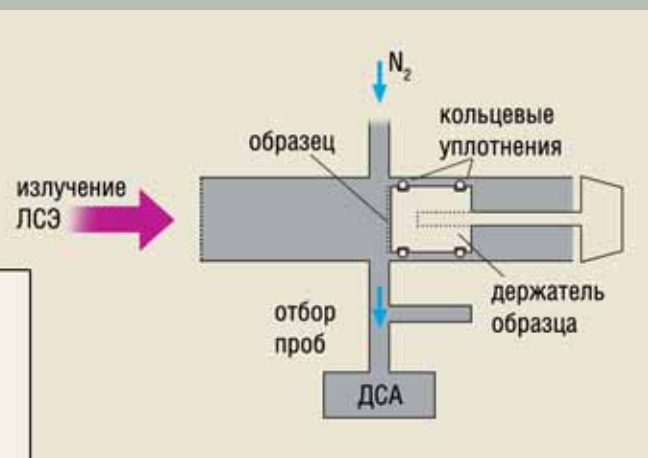 N₂
кольцевые
уплотнения
образец
излучение
ЛСЭ
держатель
образца
отбор
проб
ДСА